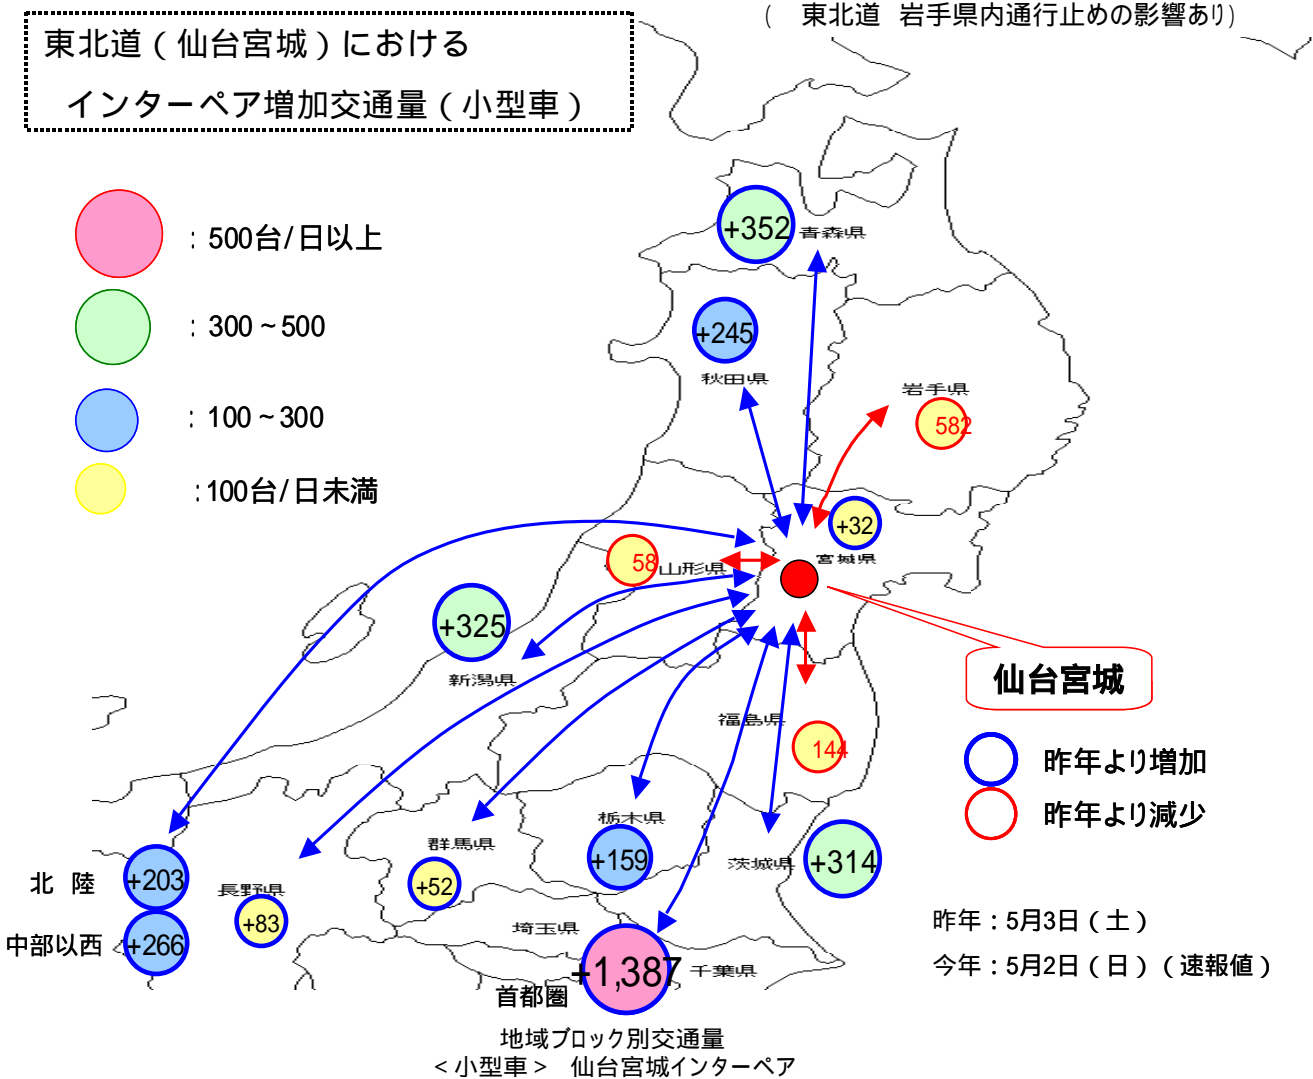 ( 東北道 岩手県内通行止めの影響あり)
東北道（仙台宮城）における
インターペア増加交通量（小型車）
：500台/日以上
：300～500
：100～300
：100台/日未満
+352
青森県
+245
秋田県
岩手県
582
+32
宮城県
58
山形県
+325
新潟県
仙台宮城
福島県
144
昨年より増加
昨年より減少
栃木県
+159
群馬県
+52
茨城県
+314
北 陸
+203
長野県
+83
中部以西
+266
埼玉県
+1,387
千葉県
首都圏
昨年：5月3日（土）
今年：5月2日（日）（速報値）
地域ブロック別交通量
＜小型車＞ 仙台宮城インターペア